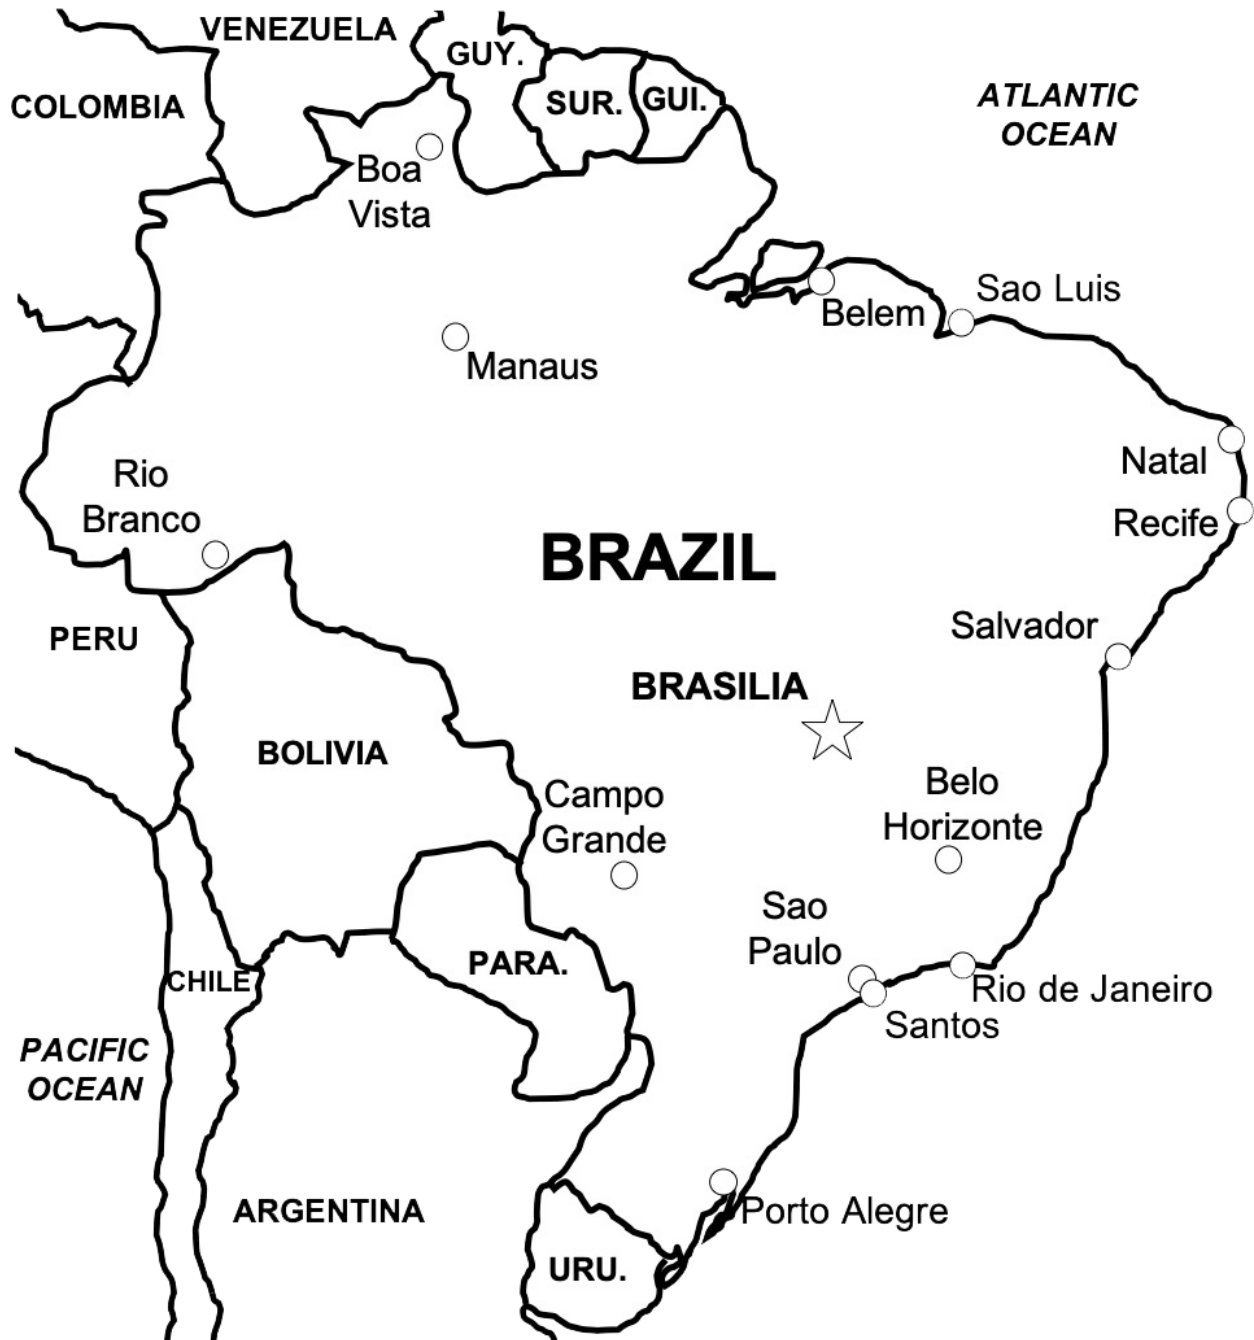 VENEZUELA
GUY.
COLOMBIA
SUR.
GUI.
ATLANTIC
OCEAN
Boa
Vista
Belem
Sao Luis
Manaus
Natal
Recife
Rio
Branco
BRAZIL
PERU
Salvador
BRASILIA
BOLIVIA
Campo
Grande
Belo
Horizonte
Sao
Paulo
PARA.
CHILE
Rio de Janeiro
Santos
PACIFIC
OCEAN
ARGENTINA
Porto Alegre
URU.